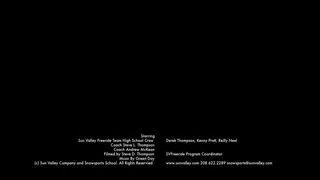 Starring
Sun Valley Freeride Team High School Crew Derek Thompson, Kenny Pratt, Reilly Neel
Coach Steve L. Thompson
Coach Andrew McKean
Filmed by Steve D. Thompson SVFreeride Program Coordinator
Music By Green Day
(c) Sun Valley Company and Snowsports School. All Rights Reserved. www.sunvalley.com 208 622 2289 snowsports@sunvalley.com